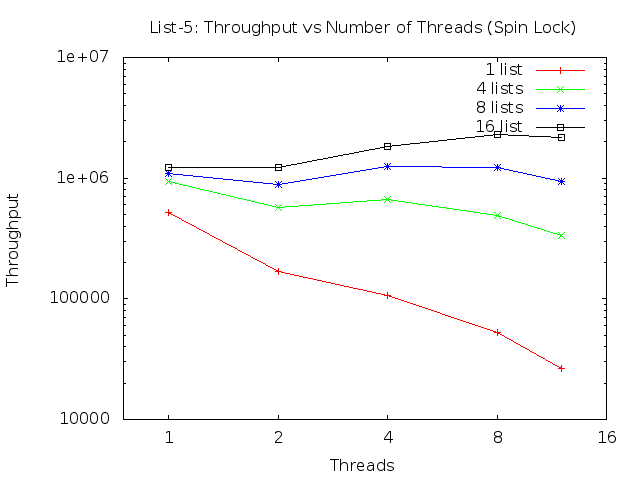 List-5: Throughput vs Number of Threads (Spin Lock)
1e+07
1 list
4 lists
8 lists
16 list
1e+06
Throughput
100000
10000
1 2 4 8 16
Threads